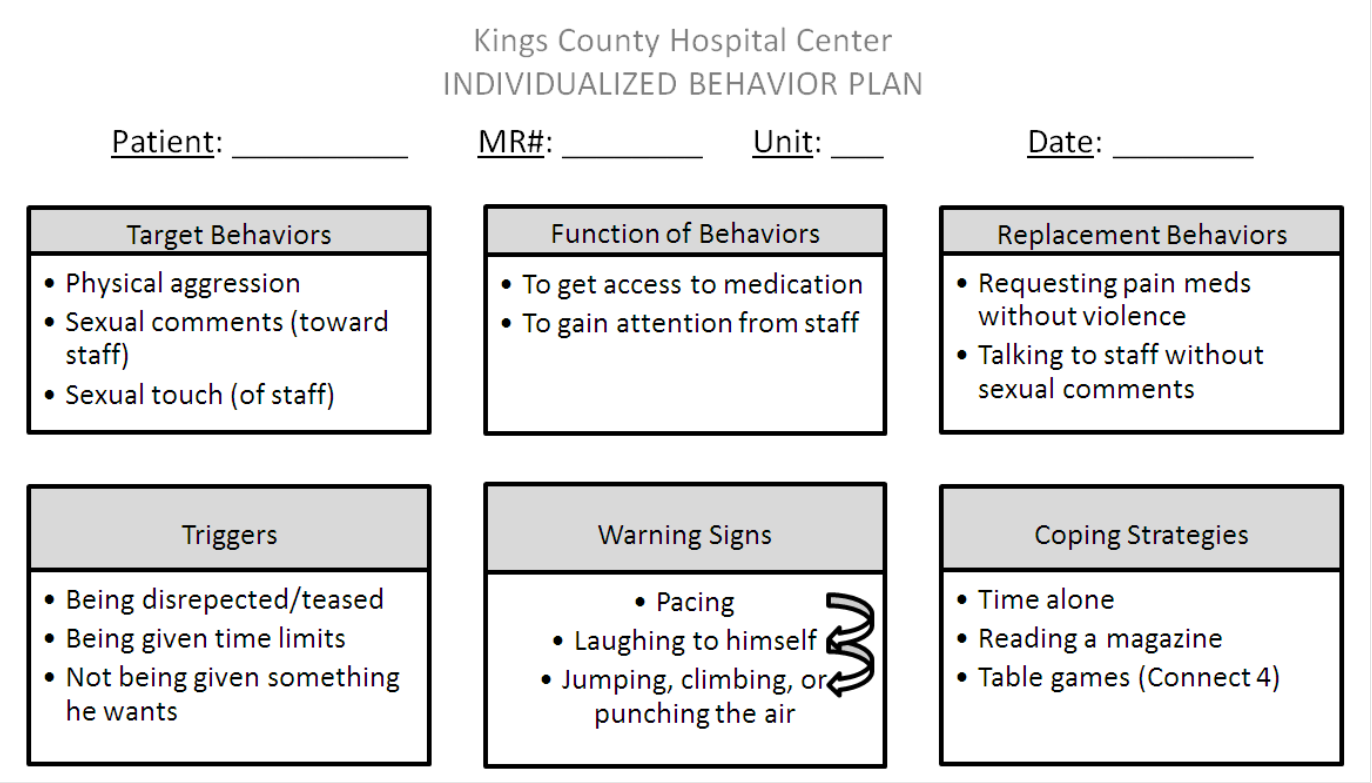 Kings County Hospital Center
INDIVIDUALIZED BEHAVIOR PLAN
Patient: ___________ MR#: _________ Unit: ___ Date: _________
Target Behaviors
• Physical aggression
• Sexual comments (toward
staff)
• Sexual touch (of staff)
Function of Behaviors
• To get access to medication
• To gain attention from staff
Replacement Behaviors
• Requesting pain meds
without violence
• Talking to staff without
sexual comments
Triggers
• Being disrepected/teased
• Being given time limits
• Not being given something
he wants
Warning Signs
• Pacing
• Laughing to himself
• Jumping, climbing, or
punching the air
Coping Strategies
• Time alone
• Reading a magazine
• Table games (Connect 4)